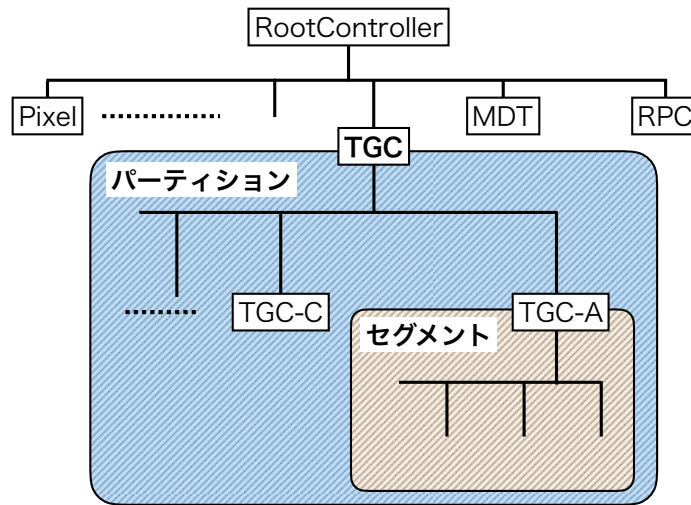 RootController
Pixel
MDT
RPC
TGC
パーティション
TGC-C
TGC-A
セグメント